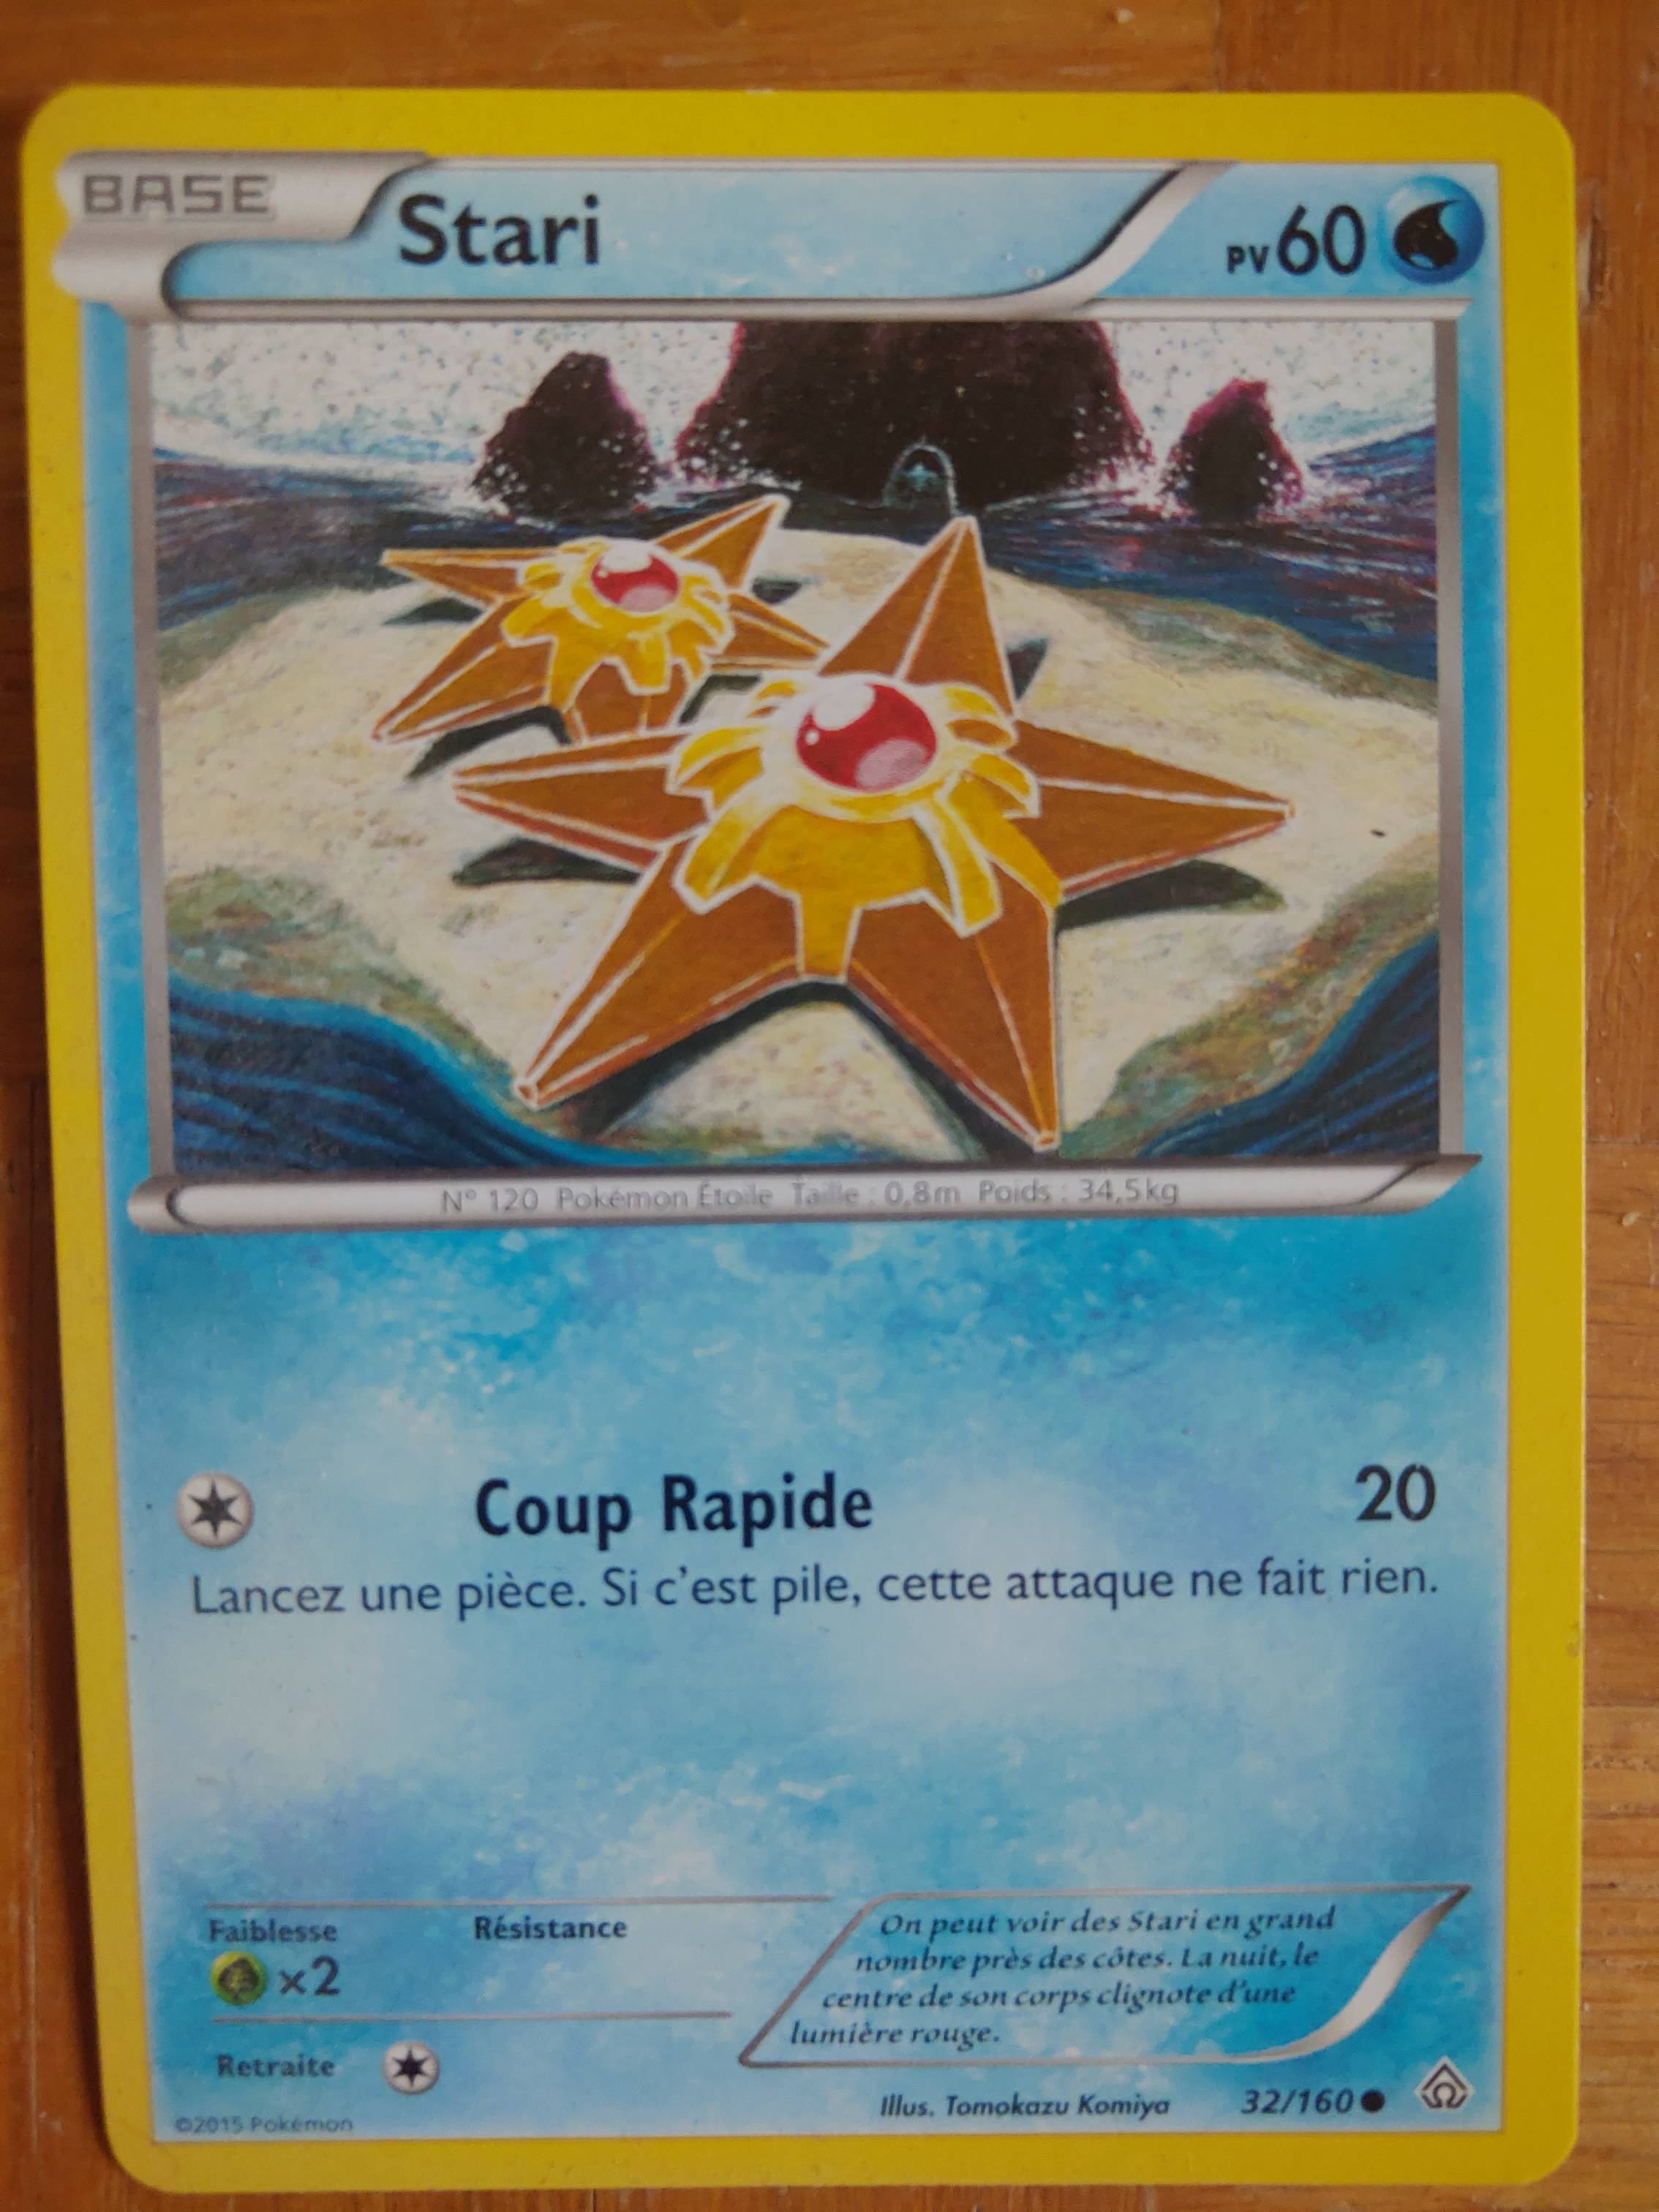 BASE
Stari
PV60
N° 120 Pokémon Étoile Taille : 0,8m Poids : 34,5kg
Coup Rapide 20
Lancez une pièce. Si c'est pile, cette attaque ne fait rien.
Faiblesse Résistance
x2
Retraite
On peut voir des Stari en grand
nombre près des côtes. La nuit, le
centre de son corps clignote d'une
lumière rouge.
Illus. Tomokazu Komiya 32/160
©2015 Pokémon